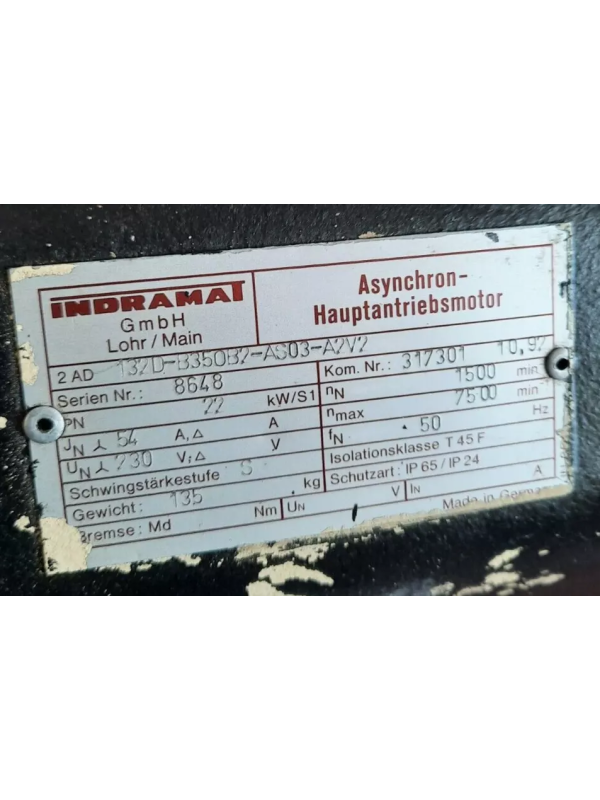 INDRAMAT
GmbH
Lohr/Main
Asynchron-
Hauptantriebsmotor
2 AD 132D-B350B2-AS03-A2V2
Kom. Nr.: 317301 10,92
Serien Nr.: 8648
nN 1500 min⁻¹
PN 22 kW/S1
nmax 7500 min⁻¹
JN ⅄ 54 A,△ A
fN 50 Hz
UN ⅄ 230 V;△ V
Isolationsklasse T 45 F
Schwingstärkestufe S
Schutzart: IP 65 / IP 24
Gewicht: 135 kg
Bremse: Md Nm UN V IN A
Made in